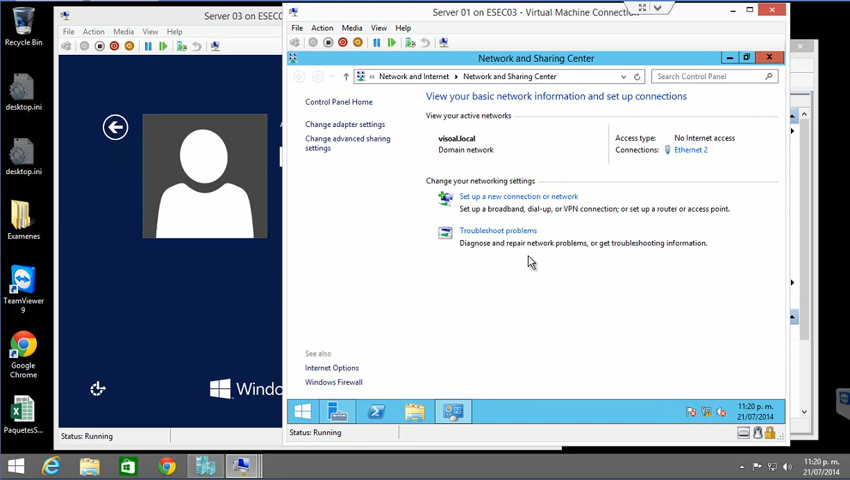 Recycle Bin
desktop.ini
desktop.ini
Examenes
TeamViewer
9
Google
Chrome
PaquetesS...
Server 03 on ESEC
File Action Media View Help
Windo
Status: Running
Server 01 on ESEC03 - Virtual Machine Connection
File Action Media View Help
Network and Sharing Center
Network and Internet Network and Sharing Center
Search Control Panel
Control Panel Home
Change adapter settings
Change advanced sharing
settings
View your basic network information and set up connections
View your active networks
visoal.local
Domain network
Access type: No Internet access
Connections: Ethernet 2
Change your networking settings
Set up a new connection or network
Set up a broadband, dial-up, or VPN connection; or set up a router or access point.
Troubleshoot problems
Diagnose and repair network problems, or get troubleshooting information.
See also
Internet Options
Windows Firewall
11:20 p. m.
21/07/2014
Status: Running
11:20 p. m.
21/07/2014